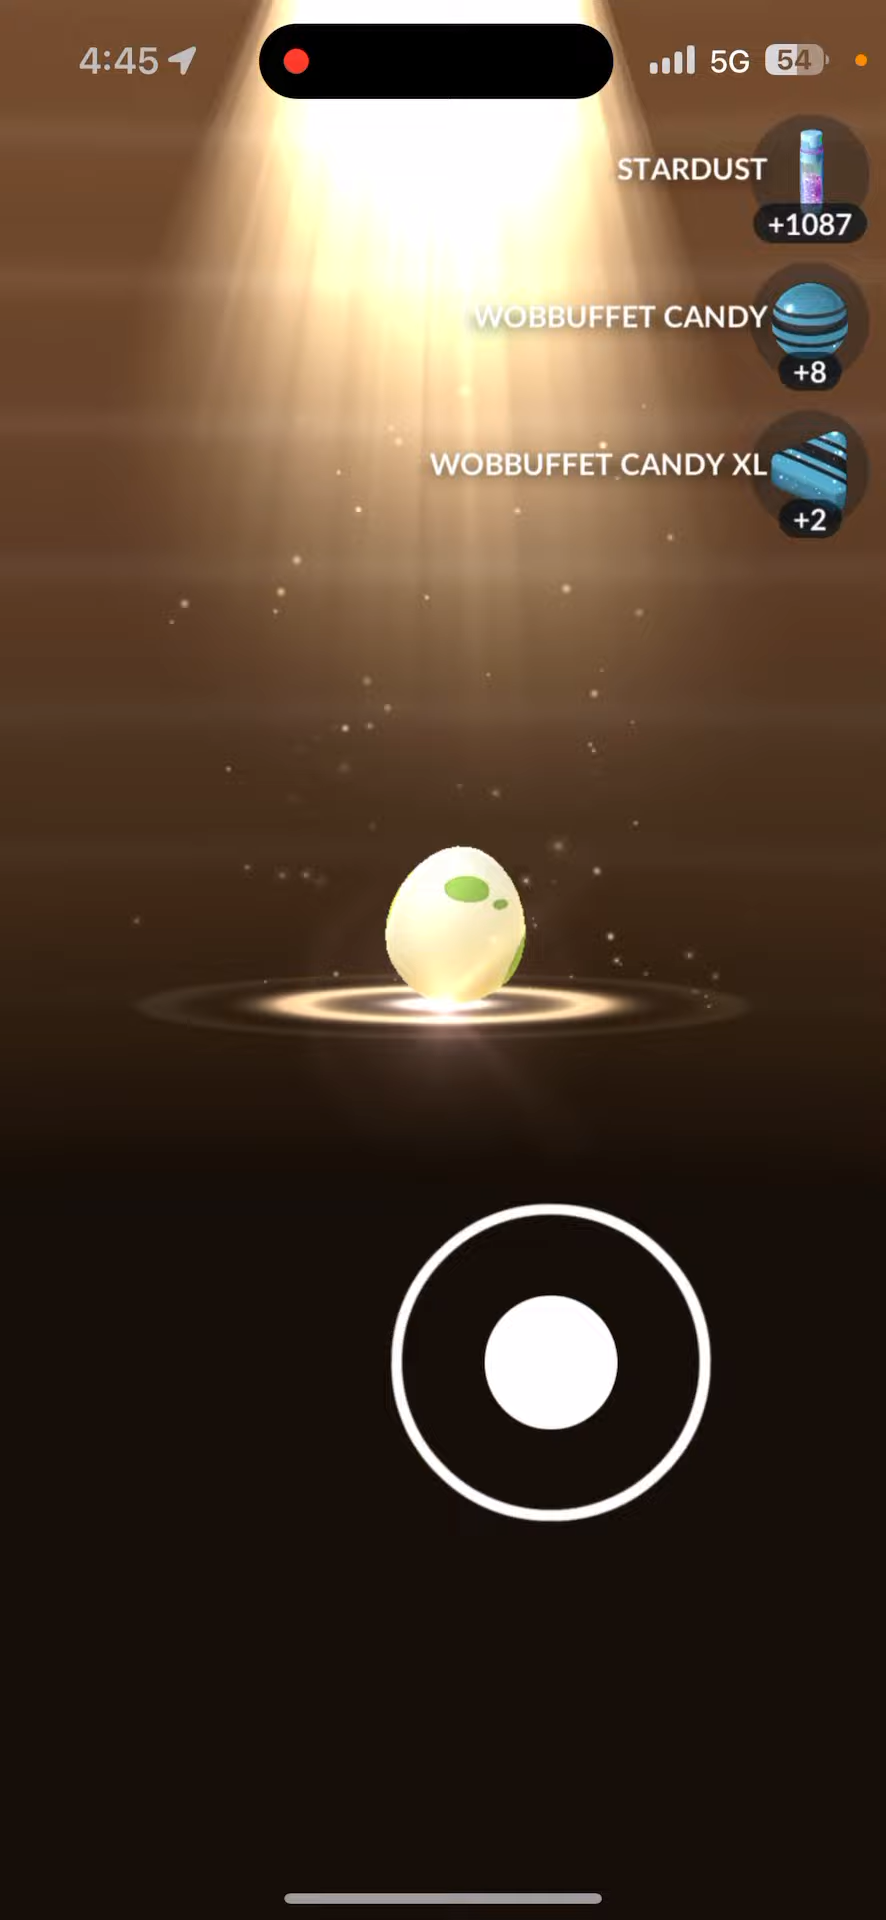 4:45
5G
54
STARDUST
+1087
WOBBUFFET CANDY
+8
WOBBUFFET CANDY XL
+2